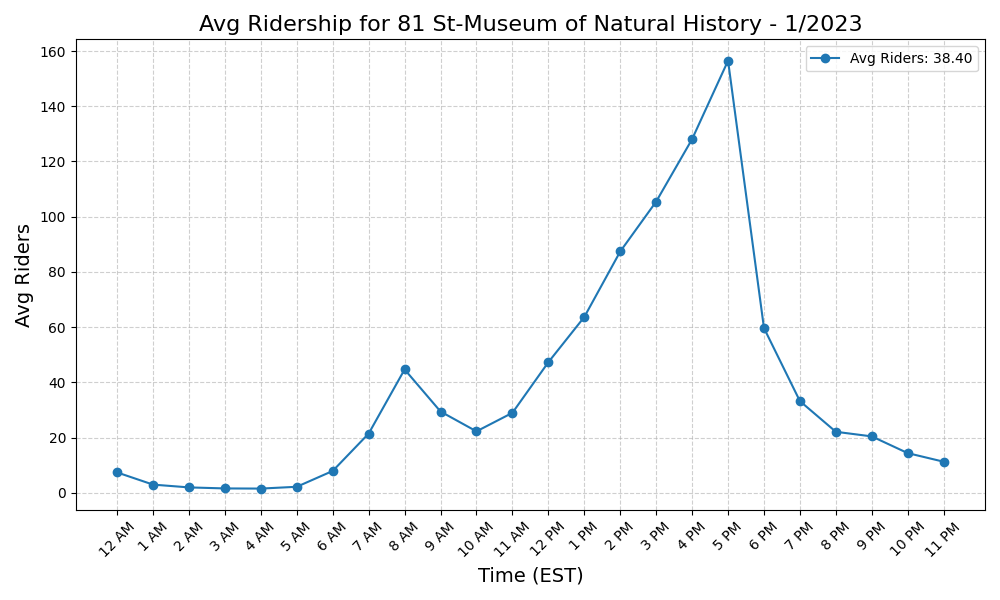 Avg Ridership for 81 St-Museum of Natural History - 1/2023
Avg Riders: 38.40
Avg Riders
160
140
120
100
80
60
40
20
0
12 AM
1 AM
2 AM
3 AM
4 AM
5 AM
6 AM
7 AM
8 AM
9 AM
10 AM
11 AM
12 PM
1 PM
2 PM
3 PM
4 PM
5 PM
6 PM
7 PM
8 PM
9 PM
10 PM
11 PM
Time (EST)